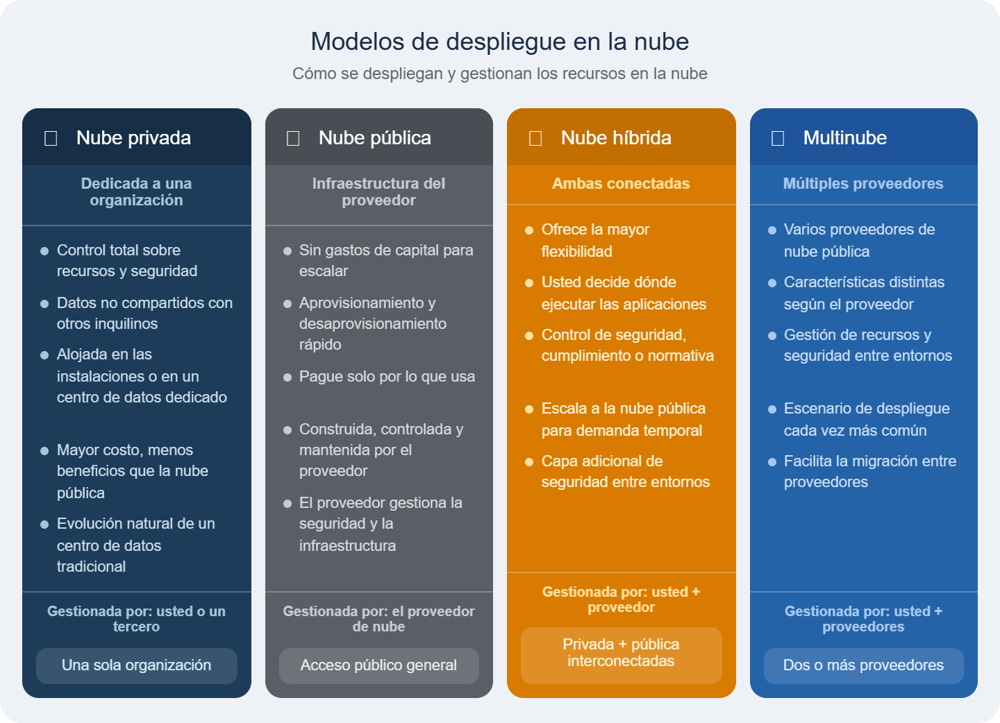 Modelos de despliegue en la nube
Cómo se despliegan y gestionan los recursos en la nube
Nube privada
Dedicada a una
organización
Control total sobre
recursos y seguridad
Datos no compartidos con
otros inquilinos
Alojada en las
instalaciones o en un
centro de datos dedicado
Mayor costo, menos
beneficios que la nube
pública
Evolución natural de un
centro de datos
tradicional
Gestionada por: usted o un
tercero
Una sola organización
Nube pública
Infraestructura del
proveedor
Sin gastos de capital para
escalar
Aprovisionamiento y
desaprovisionamiento
rápido
Pague solo por lo que usa
Construida, controlada y
mantenida por el
proveedor
El proveedor gestiona la
seguridad y la
infraestructura
Gestionada por: el proveedor
de nube
Acceso público general
Nube híbrida
Ambas conectadas
Ofrece la mayor
flexibilidad
Usted decide dónde
ejecutar las aplicaciones
Control de seguridad,
cumplimiento o normativa
Escala a la nube pública
para demanda temporal
Capa adicional de
seguridad entre entornos
Gestionada por: usted +
proveedor
Privada + pública
interconectadas
Multinube
Múltiples proveedores
Varios proveedores de
nube pública
Características distintas
según el proveedor
Gestión de recursos y
seguridad entre entornos
Escenario de despliegue
cada vez más común
Facilita la migración entre
proveedores
Gestionada por: usted +
proveedores
Dos o más proveedores